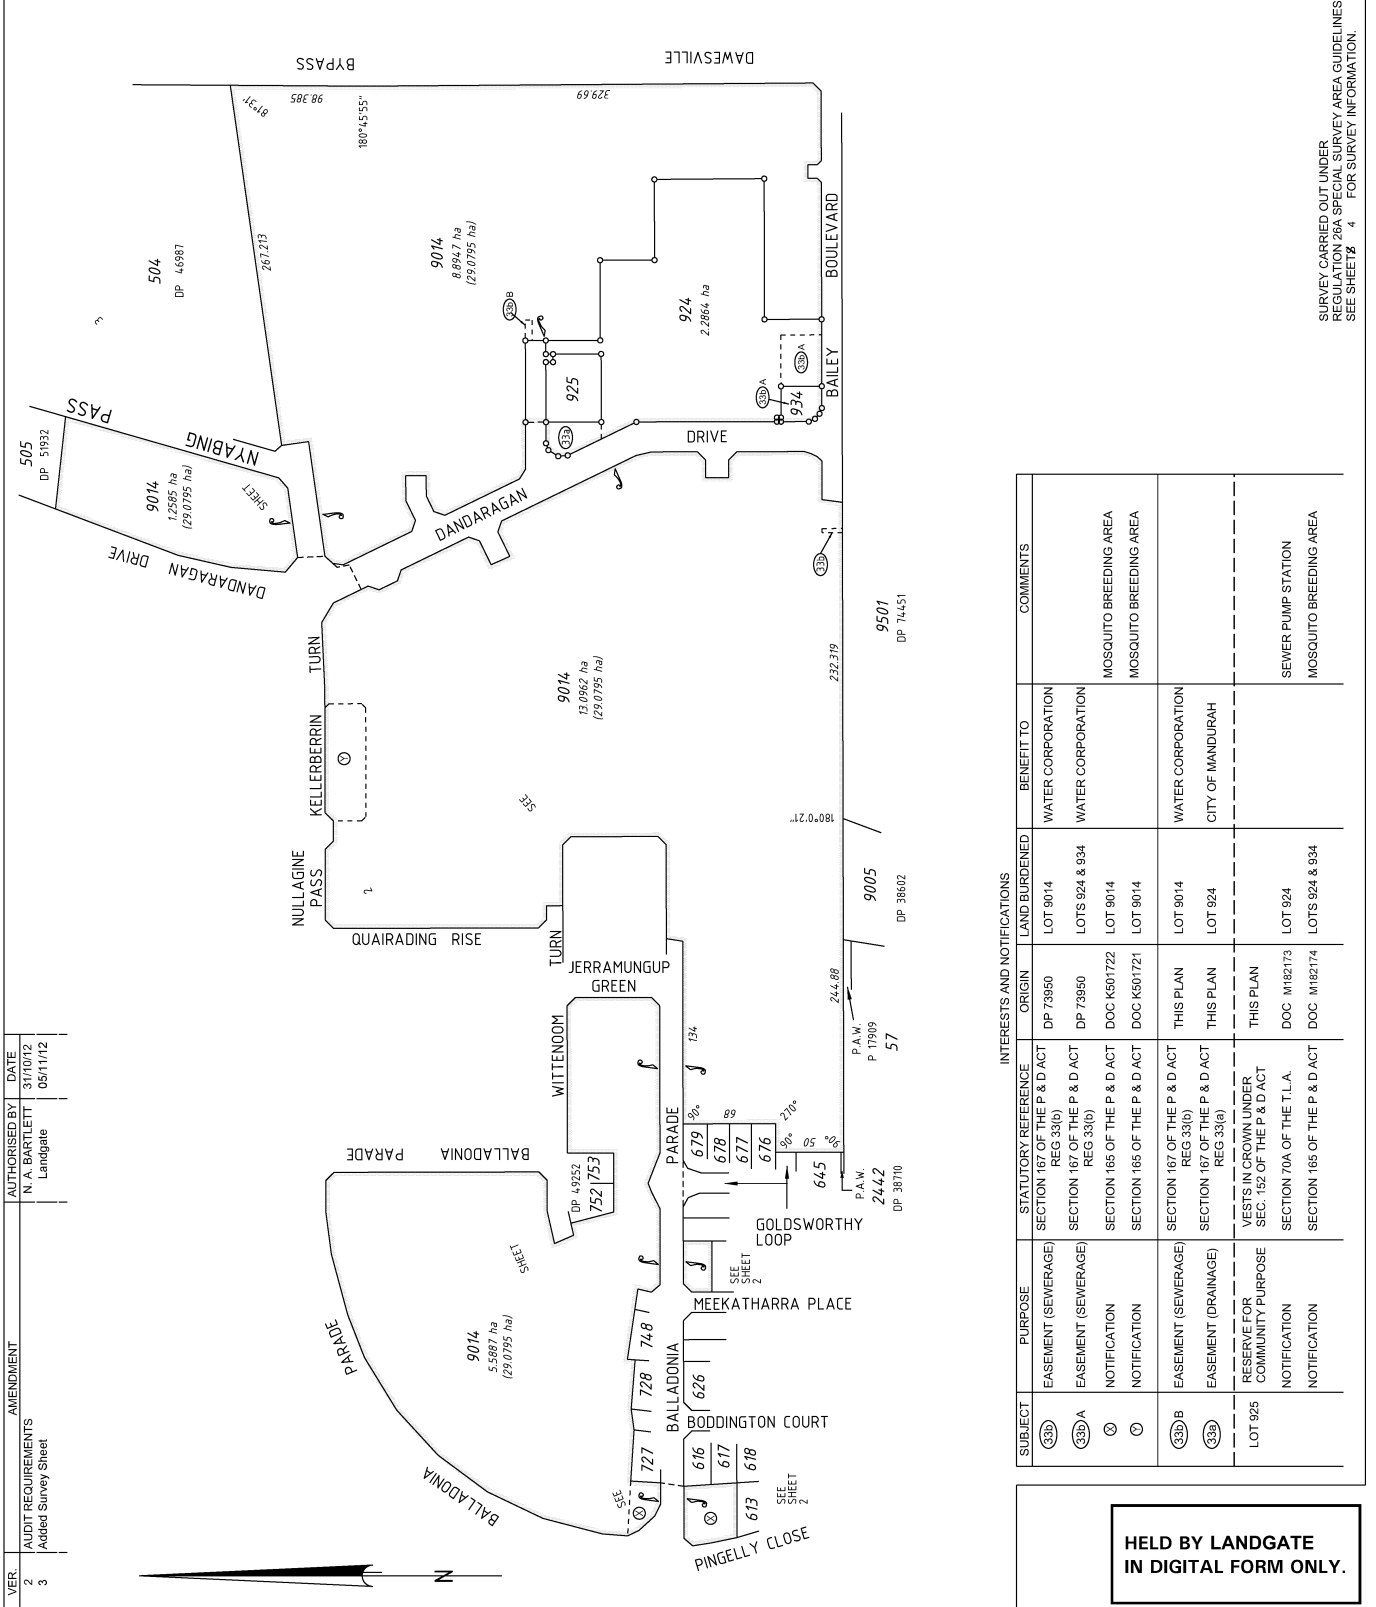 VER. AMENDMENT AUTHORISED BY DATE
2 AUDIT REQUIREMENTS N. A. BARTLETT 31/10/12
3 Added Survey Sheet Landgate 05/11/12
SURVEY CARRIED OUT UNDER
REGULATION 26A SPECIAL SURVEY AREA GUIDELINES
SEE SHEETS 4 FOR SURVEY INFORMATION.
BYPASS
DAWESVILLE
81°31'
98.385
329.69
180°45'55"
504
DP 46987
267.213
3
9014
8.8947 ha
(29.0795 ha)
33b B
924
2.2864 ha
BOULEVARD
BAILEY
33b A
33b A
934
925
33a
DRIVE
PASS
NYABING
505
DP 51932
9014
1.2585 ha
(29.0795 ha)
SHEET
DRIVE
DANDARAGAN
DANDARAGAN
33b
9501
DP 74451
TURN
KELLERBERRIN
Y
9014
13.0962 ha
(29.0795 ha)
232.319
SEE
180°0'21"
NULLAGINE
PASS
2
9005
DP 38602
QUAIRADING RISE
TURN
JERRAMUNGUP
GREEN
WITTENOOM
134
244.88
P.A.W.
P 17909
57
PARADE
90°
68
270°
679
678
677
676
90°
50
90°
645
P.A.W.
2442
DP 38710
PARADE BALLADONIA
DP 49252
752 753
GOLDSWORTHY
LOOP
SHEET
SEE
SHEET
2
MEEKATHARRA PLACE
9014
5.5887 ha
(29.0795 ha)
PARADE
748
728
626
BALLADONIA
BODDINGTON COURT
727
616
617
618
BALLADONIA
SEE
X
X
613
SEE
SHEET
2
PINGELLY CLOSE
N
INTERESTS AND NOTIFICATIONS
SUBJECT PURPOSE STATUTORY REFERENCE ORIGIN LAND BURDENED BENEFIT TO COMMENTS
33b EASEMENT (SEWERAGE) SECTION 167 OF THE P & D ACT REG 33(b) DP 73950 LOT 9014 WATER CORPORATION
33b A EASEMENT (SEWERAGE) SECTION 167 OF THE P & D ACT REG 33(b) DP 73950 LOTS 924 & 934 WATER CORPORATION
X NOTIFICATION SECTION 165 OF THE P & D ACT DOC K501722 LOT 9014 MOSQUITO BREEDING AREA
Y NOTIFICATION SECTION 165 OF THE P & D ACT DOC K501721 LOT 9014 MOSQUITO BREEDING AREA
33b B EASEMENT (SEWERAGE) SECTION 167 OF THE P & D ACT REG 33(b) THIS PLAN LOT 9014 WATER CORPORATION
33a EASEMENT (DRAINAGE) SECTION 167 OF THE P & D ACT REG 33(a) THIS PLAN LOT 924 CITY OF MANDURAH
LOT 925 RESERVE FOR COMMUNITY PURPOSE VESTS IN CROWN UNDER SEC. 152 OF THE P & D ACT THIS PLAN
NOTIFICATION SECTION 70A OF THE T.L.A. DOC M182173 LOT 924 SEWER PUMP STATION
NOTIFICATION SECTION 165 OF THE P & D ACT DOC M182174 LOTS 924 & 934 MOSQUITO BREEDING AREA
HELD BY LANDGATE
IN DIGITAL FORM ONLY.